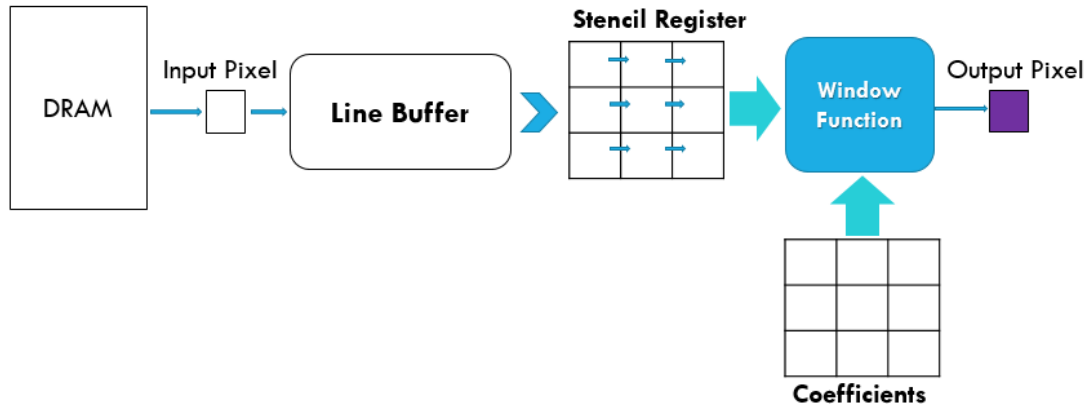 Stencil Register
Input Pixel
Output Pixel
DRAM
Line Buffer
Window
Function
Coefficients